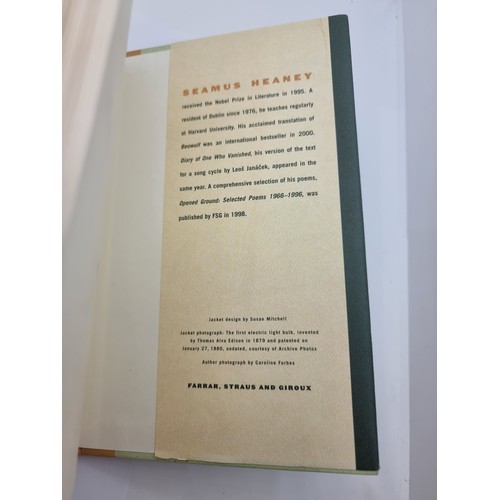 SEAMUS HEANEY
received the Nobel Prize in Literature in 1995. A
resident of Dublin since 1976, he teaches regularly
at Harvard University. His acclaimed translation of
Beowulf was an international bestseller in 2000.
Diary of One Who Vanished, his version of the text
for a song cycle by Leoš Janáček, appeared in the
same year. A comprehensive selection of his poems,
Opened Ground: Selected Poems 1966–1996, was
published by FSG in 1998.
Jacket design by Susan Mitchell
Jacket photograph: The first electric light bulb, invented
by Thomas Alva Edison in 1879 and patented on
January 27, 1880, undated, courtesy of Archive Photos
Author photograph by Caroline Forbes
FARRAR, STRAUS AND GIROUX